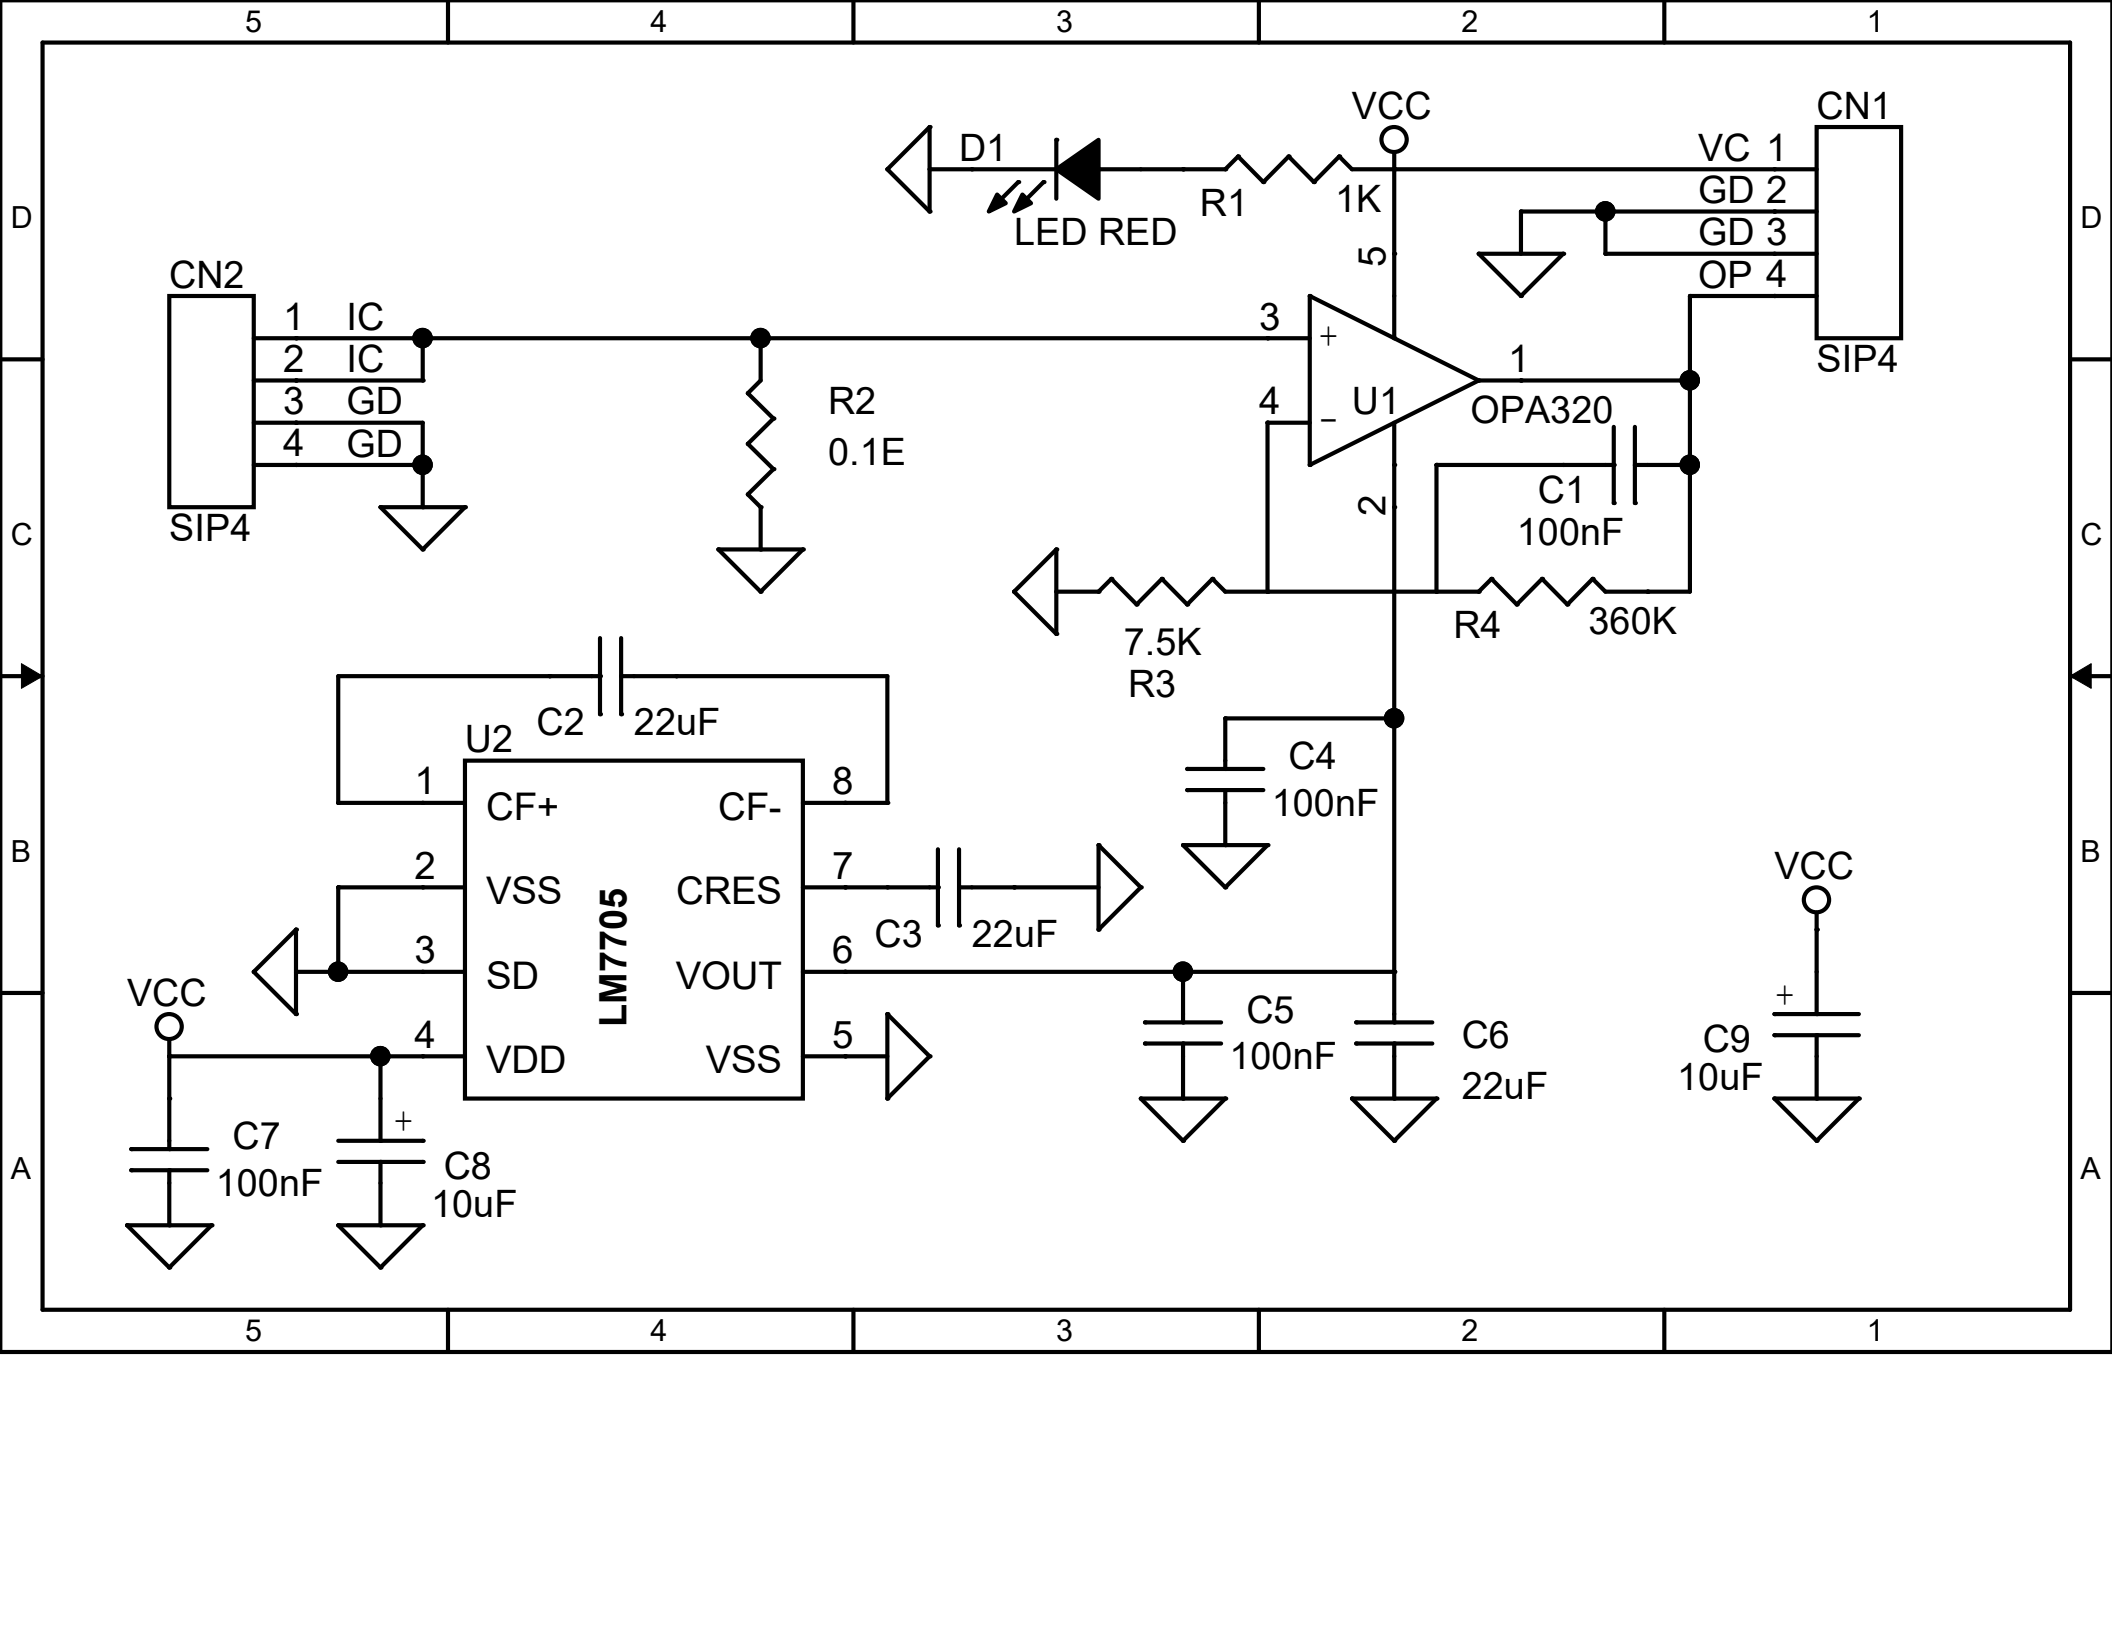 5 4 3 2 1
VCC
CN1
D1
VC 1
GD 2
R1 1K
D D
LED RED
GD 3
5
OP 4
CN2
1 IC
3 +
2 IC
1
SIP4
3 GD
R2
4 −
U1
OPA320
4 GD
0.1E
C1
2
SIP4
100nF
C C
R4 360K
7.5K
R3
C2 22uF
U2
C4
1 CF+ CF- 8
100nF
B B
2 VSS CRES 7
VCC
LM7705
C3 22uF
3 SD VOUT 6
VCC
+
C5
C6
C9
4 VDD VSS 5
100nF
10uF
22uF
+
C7
C8
A A
100nF
10uF
5 4 3 2 1